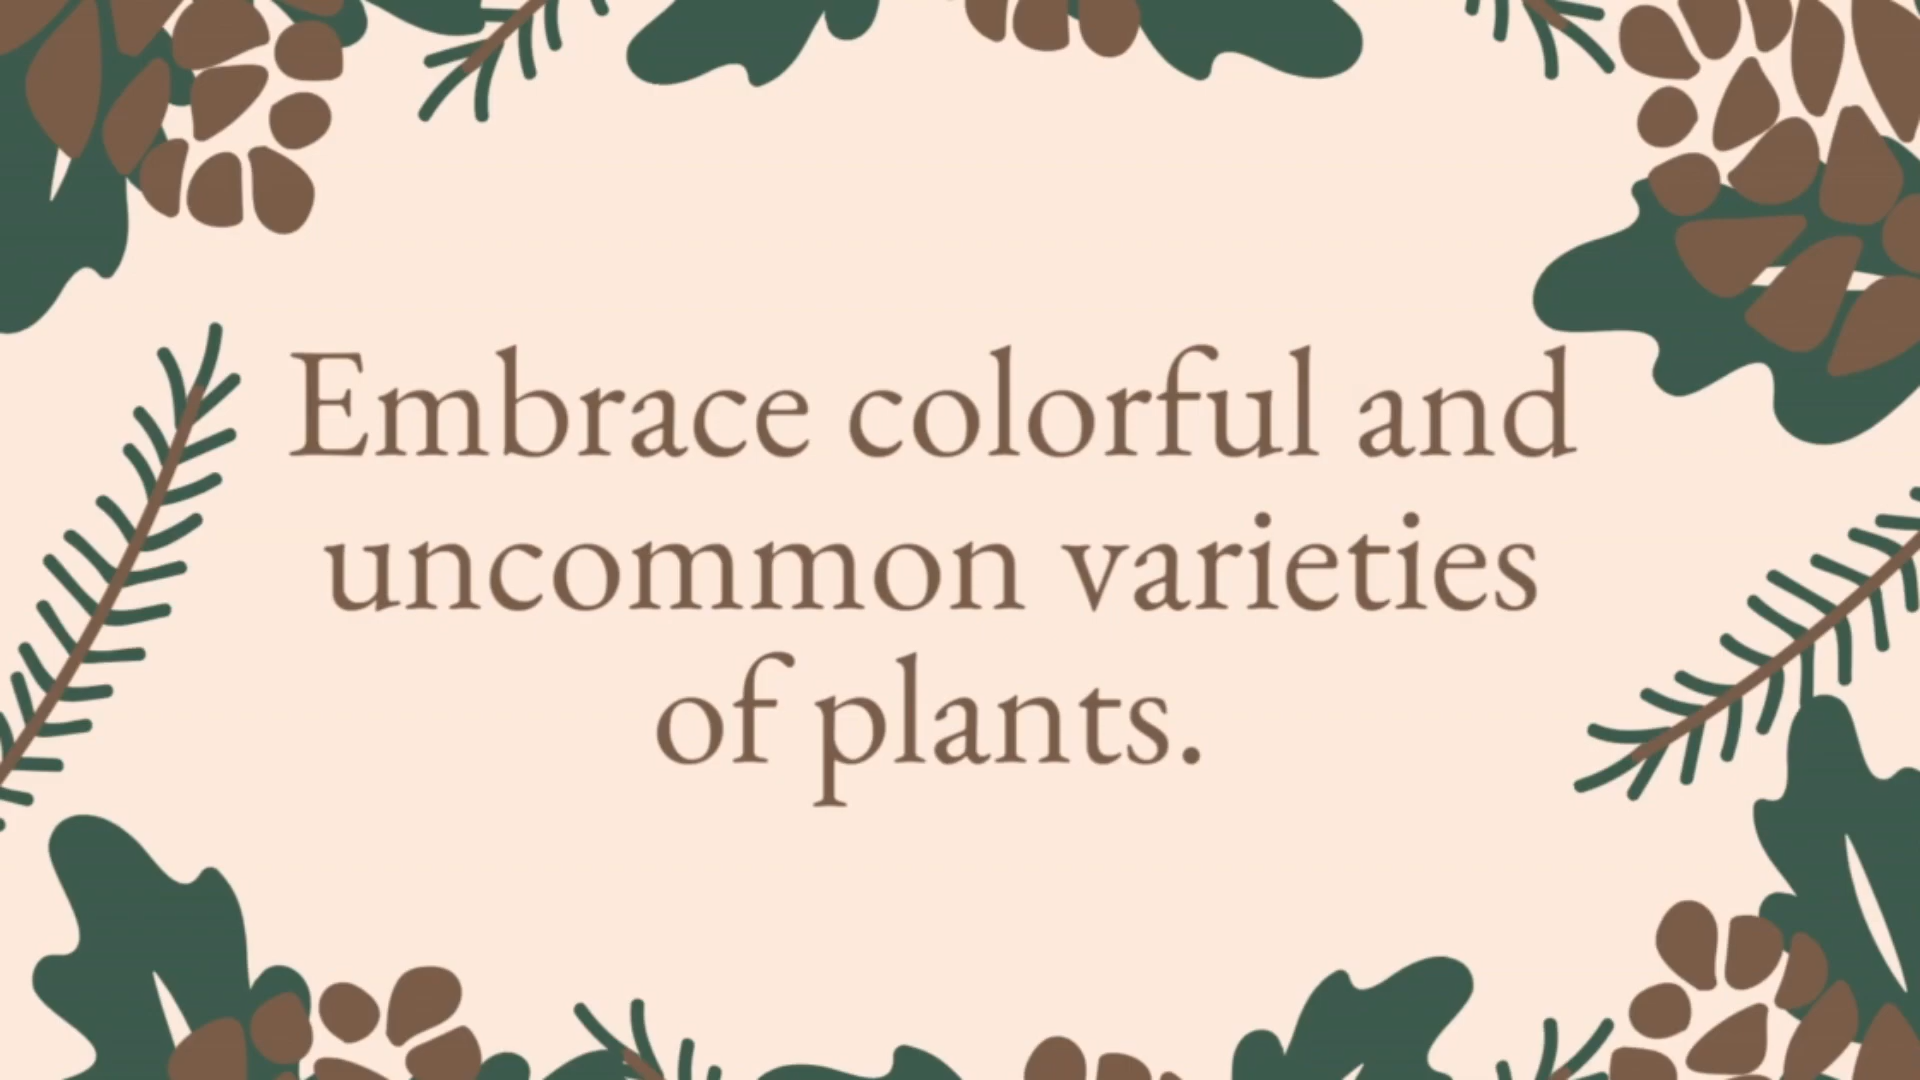 Embrace colorful and
uncommon varieties
of plants.